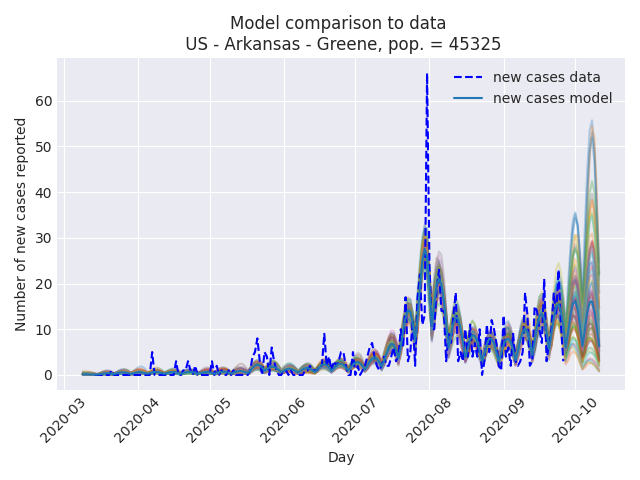 Model comparison to data
US - Arkansas - Greene, pop. = 45325
new cases data
new cases model
Number of new cases reported
60
50
40
30
20
10
0
2020-03
2020-04
2020-05
2020-06
2020-07
2020-08
2020-09
2020-10
Day